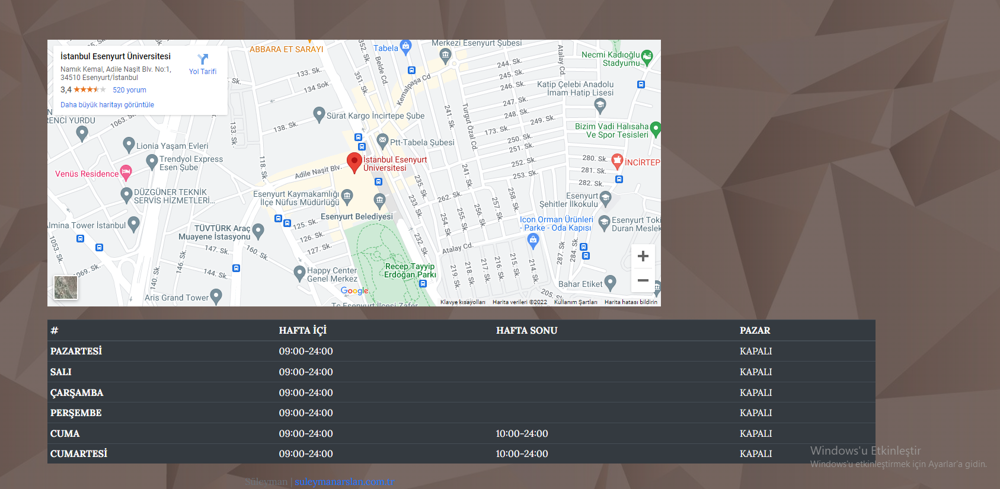 İstanbul Esenyurt Üniversitesi
Namık Kemal, Adile Naşit Blv. No:1,
34510 Esenyurt/İstanbul
3,4 520 yorum
Daha büyük haritayı görüntüle
Yol Tarifi
ABBARA ET SARAYI
Tabela
Merkezi Esenyurt Şubesi
352. Sk.
Belde Cd.
351. Sk.
Kemalpaşa Cd
133. Sk.
134 Sok
138. Sk.
133. Sk.
1063. Sk.
RENCİ YURDU
Atalay Cd.
244. Sk.
245. Sk.
246. Sk.
247. Sk.
248. Sk.
249. Sk.
173. Sk.
250. Sk.
251. Sk.
252. Sk.
253. Sk.
Necmi Kadıoğlu
Stadyumu
Katip Çelebi Anadolu
İmam Hatip Lisesi
Bizim Vadi Halısaha
Ve Spor Tesisleri
Sürat Kargo İncirtepe Şube
241. Sk.
Turgut Özal Cd.
Ptt-Tabela Şubesi
Lionia Yaşam Evleri
Trendyol Express
Esen Şube
Venüs Residence
118. Sk.
Adile Naşit Blv.
İstanbul Esenyurt
Üniversitesi
280. Sk.
281. Sk.
282. Sk.
İNCİRTEP
DÜZGÜNER TEKNİK
SERVİS HİZMETLERİ...
Esenyurt Kaymakamlığı
İlçe Nüfus Müdürlüğü
Esenyurt Belediyesi
235. Sk.
233. Sk.
241. Sk.
262. Sk.
254. Sk.
255. Sk.
256. Sk.
257. Sk.
258. Sk.
Esenyurt
Şehitler İlkokulu
Icon Orman Ürünleri
- Parke - Oda Kapısı
Esenyurt Toki
Duran Meslek
Almina Tower İstanbul
TÜVTÜRK Araç
Muayene İstasyonu
125. Sk.
126. Sk.
127. Sk.
232. Sk.
Atalay Cd.
1053. Sk.
147. Sk.
160. Sk.
146. Sk.
144. Sk.
140. Sk.
1069. Sk.
Happy Center
Genel Merkez
Recep Tayyip
Erdoğan Parkı
219. Sk.
218. Sk.
217. Sk.
216. Sk.
215. Sk.
214. Sk.
287. Sk.
284. Sk.
205. Sk.
Bahar Etiket
Aris Grand Tower
Google
Tc Esenyurt İlçesi Zafer
Klavye kısayolları Harita verileri ©2022 Kullanım Şartları Harita hatası bildirin
# HAFTA İÇİ HAFTA SONU PAZAR
PAZARTESİ 09:00-24:00 KAPALI
SALI 09:00-24:00 KAPALI
ÇARŞAMBA 09:00-24:00 KAPALI
PERŞEMBE 09:00-24:00 KAPALI
CUMA 09:00-24:00 10:00-24:00 KAPALI
CUMARTESİ 09:00-24:00 10:00-24:00 KAPALI
Windows'u Etkinleştir
Windows'u etkinleştirmek için Ayarlar'a gidin.
Süleyman | suleymanarslan.com.tr